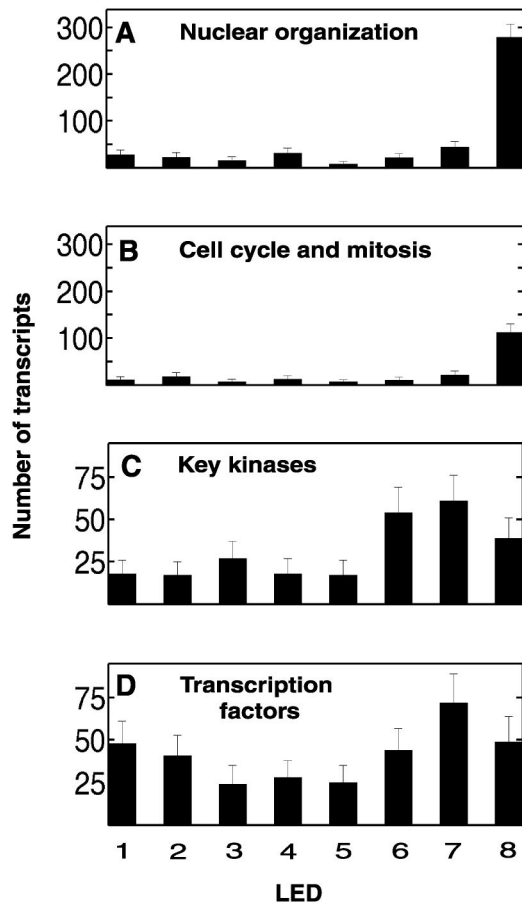 Number of transcripts
A Nuclear organization
300
200
100
B Cell cycle and mitosis
300
200
100
C Key kinases
75
50
25
D Transcription
factors
75
50
25
1 2 3 4 5 6 7 8
LED